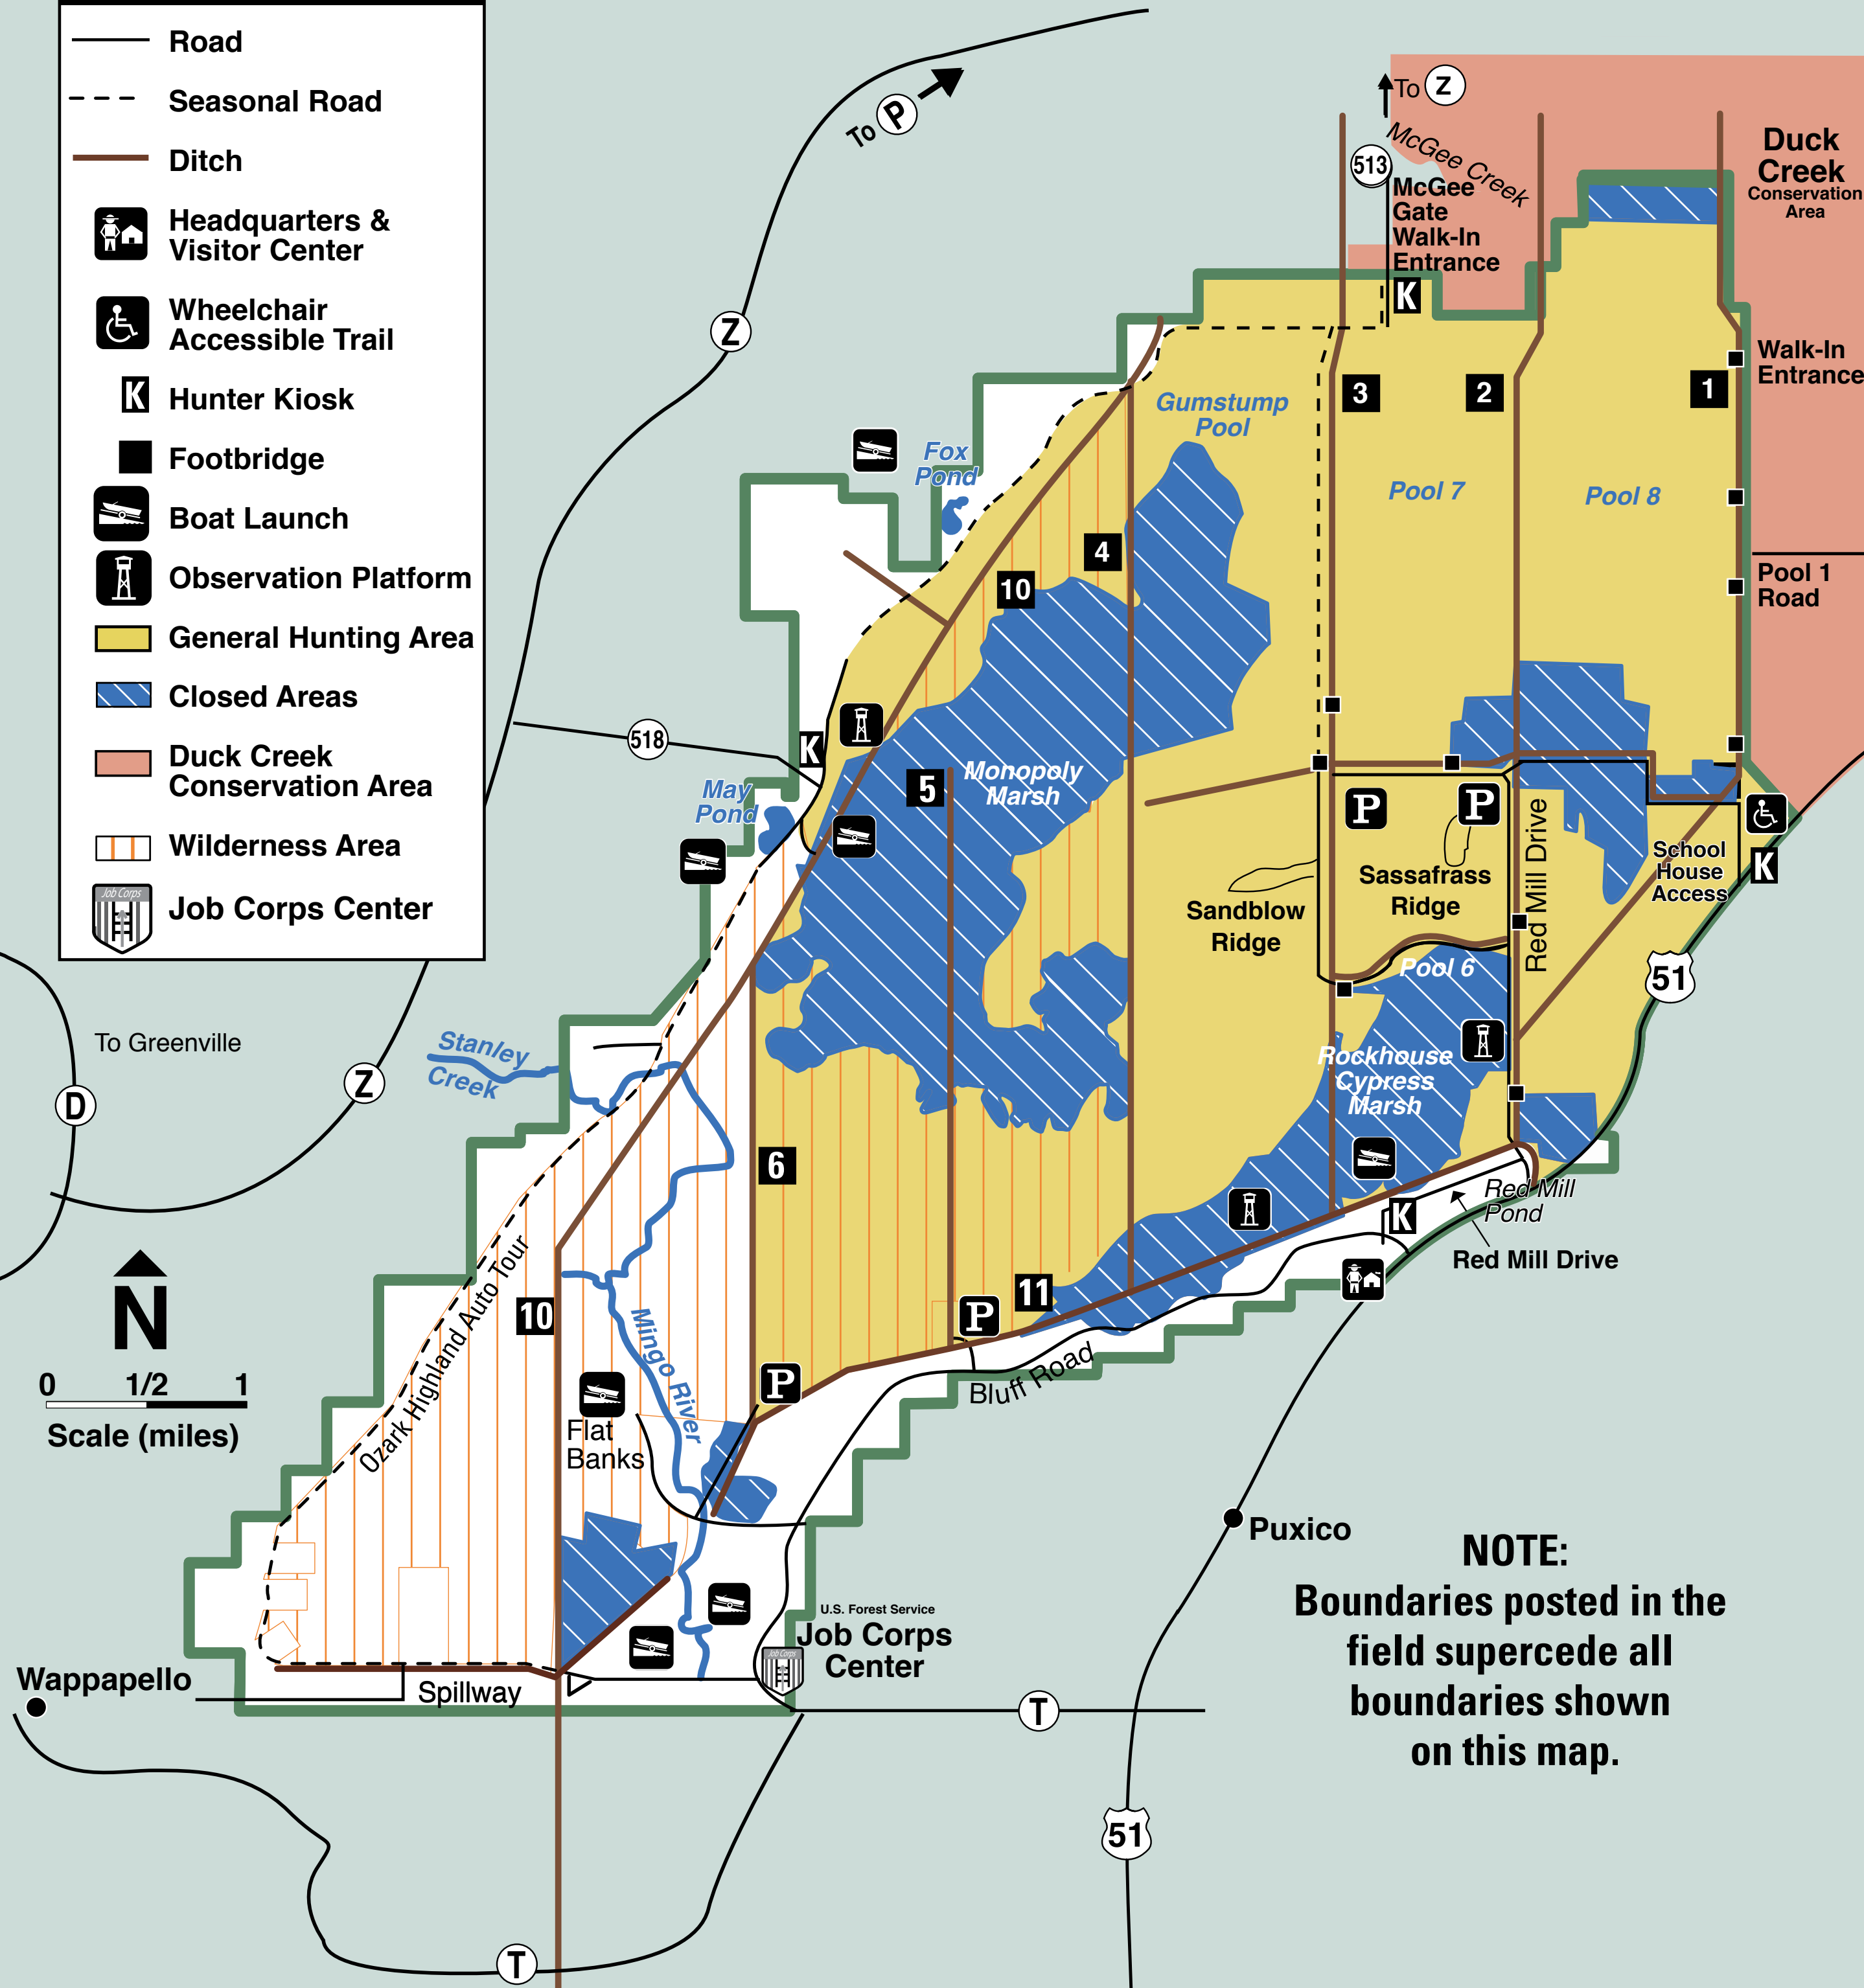 Road
Seasonal Road
Ditch
Headquarters &
Visitor Center
Wheelchair
Accessible Trail
K
Hunter Kiosk
Footbridge
Boat Launch
Observation Platform
General Hunting Area
Closed Areas
Duck Creek
Conservation Area
Wilderness Area
Job Corps
Job Corps Center
To P
To Z
McGee Creek
513
McGee
Gate
Walk-In
Entrance
K
Duck
Creek
Conservation
Area
Z
Walk-In
Entrance
3
2
1
Gumstump
Pool
Fox
Pond
Pool 7
Pool 8
4
10
Pool 1
Road
518
K
May
Pond
5
Monopoly
Marsh
P
P
Red Mill Drive
School
House
Access
K
Sassafrass
Ridge
Sandblow
Ridge
Pool 6
51
To Greenville
D
Z
Stanley
Creek
Rockhouse
Cypress
Marsh
6
Red Mill
Pond
K
Red Mill Drive
Ozark Highland Auto Tour
10
Mingo River
11
P
Bluff Road
P
Flat
Banks
N
0 1/2 1
Scale (miles)
Puxico
NOTE:
Boundaries posted in the
field supercede all
boundaries shown
on this map.
U.S. Forest Service
Job Corps
Center
Job Corps
Wappapello
Spillway
T
51
T